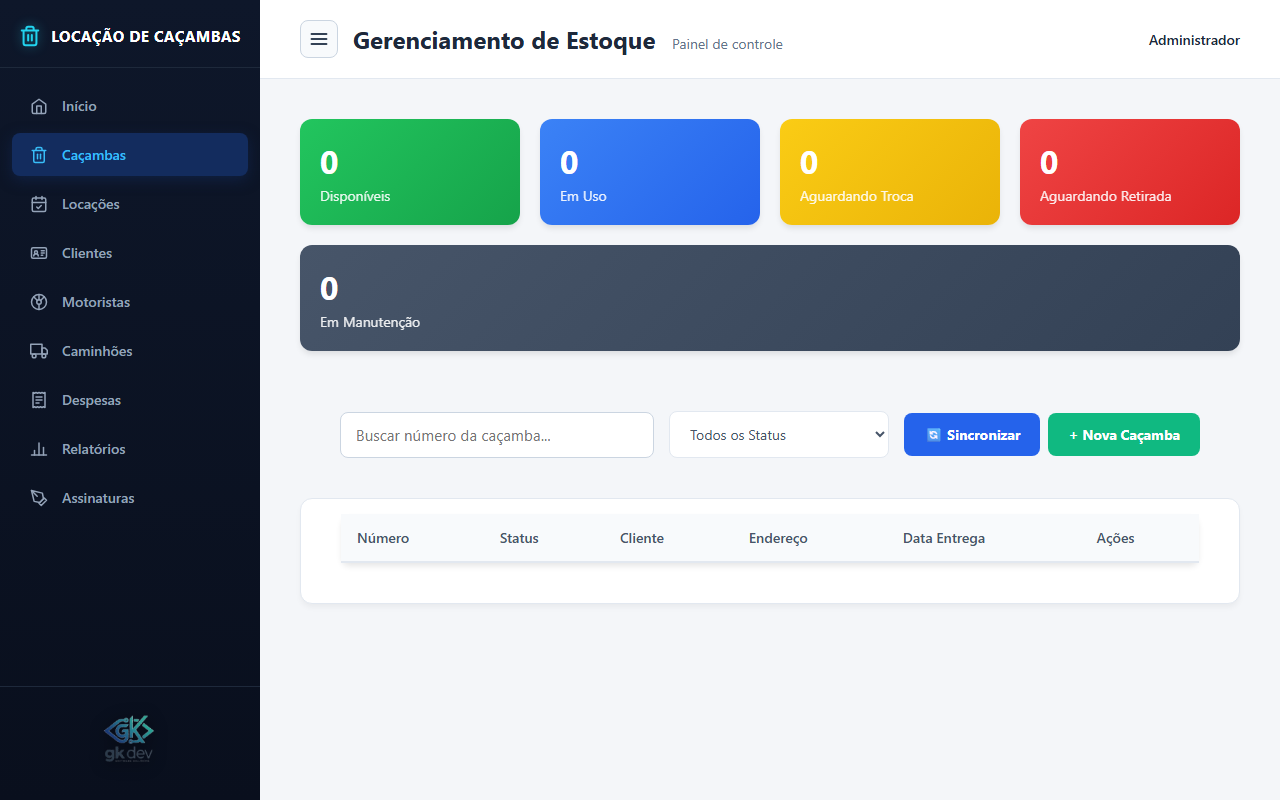 LOCAÇÃO DE CAÇAMBAS
Início
Caçambas
Locações
Clientes
Motoristas
Caminhões
Despesas
Relatórios
Assinaturas
GK
gk dev
Gerenciamento de Estoque
Painel de controle
Administrador
0
Disponíveis
0
Em Uso
0
Aguardando Troca
0
Aguardando Retirada
0
Em Manutenção
Buscar número da caçamba...
Todos os Status
Sincronizar
+ Nova Caçamba
Número Status Cliente Endereço Data Entrega Ações